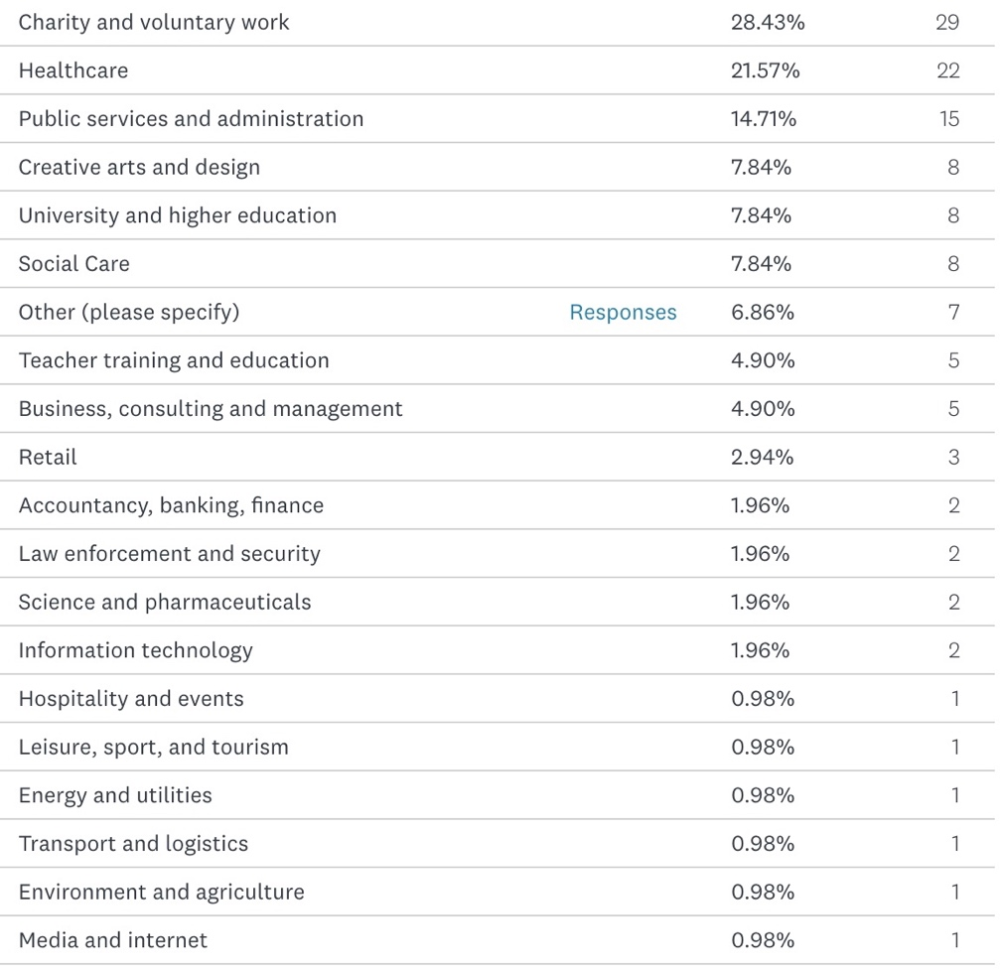 Charity and voluntary work 28.43% 29
Healthcare 21.57% 22
Public services and administration 14.71% 15
Creative arts and design 7.84% 8
University and higher education 7.84% 8
Social Care 7.84% 8
Other (please specify) Responses 6.86% 7
Teacher training and education 4.90% 5
Business, consulting and management 4.90% 5
Retail 2.94% 3
Accountancy, banking, finance 1.96% 2
Law enforcement and security 1.96% 2
Science and pharmaceuticals 1.96% 2
Information technology 1.96% 2
Hospitality and events 0.98% 1
Leisure, sport, and tourism 0.98% 1
Energy and utilities 0.98% 1
Transport and logistics 0.98% 1
Environment and agriculture 0.98% 1
Media and internet 0.98% 1